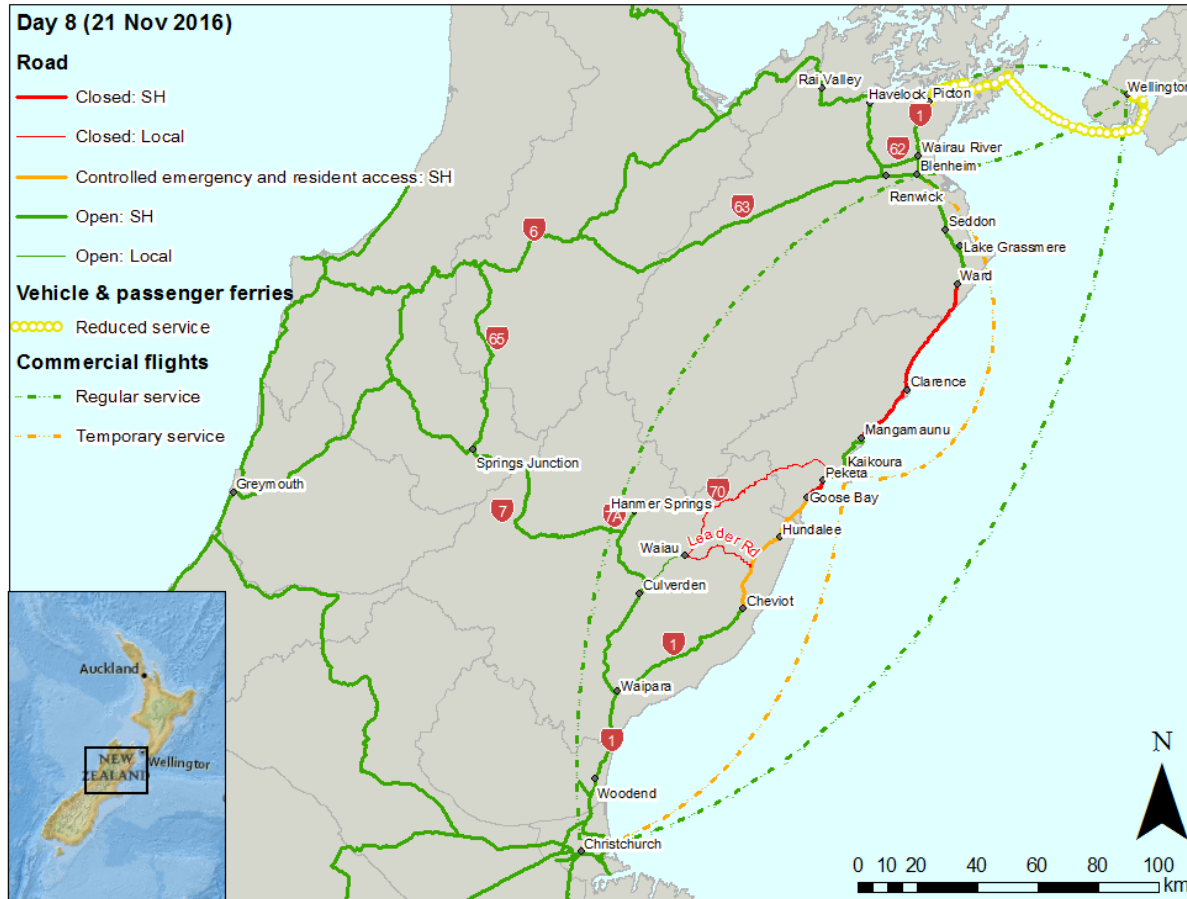 Day 8 (21 Nov 2016)
Road
Closed: SH
Closed: Local
Controlled emergency and resident access: SH
Open: SH
Open: Local
Vehicle & passenger ferries
Reduced service
Commercial flights
Regular service
Temporary service
Rai Valley
Havelock
Picton
Wellington
1
62
Wairau River
Blenheim
Renwick
63
6
Seddon
Lake Grassmere
Ward
65
Clarence
Mangamaunu
Kaikoura
Springs Junction
Peketa
Greymouth
70
Goose Bay
7
7A
Hanmer Springs
Hundalee
Waiau
Leader Rd
Culverden
Cheviot
1
Waipara
1
Woodend
Christchurch
Auckland
NEW
ZEALAND
Wellingtor
N
0 10 20 40 60 80 100
km